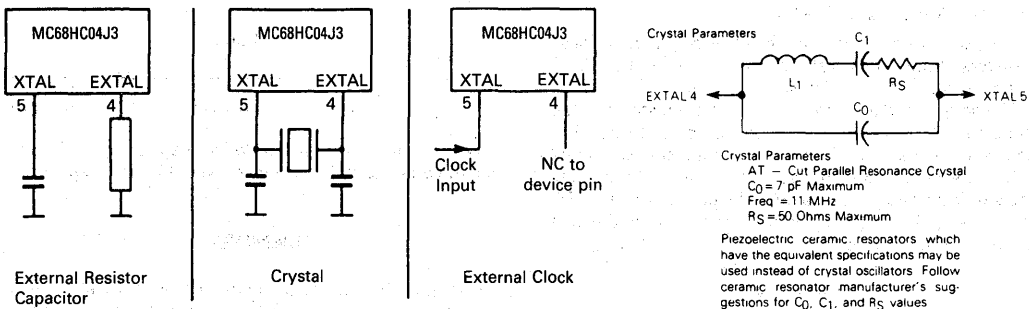 MC68HC04J3
XTAL EXTAL
5 4
External Resistor
Capacitor
MC68HC04J3
XTAL EXTAL
5 4
Crystal
MC68HC04J3
XTAL EXTAL
5 4
Clock
Input
NC to
device pin
External Clock
Crystal Parameters
C1
L1
RS
EXTAL 4
XTAL 5
C0
Crystal Parameters
AT – Cut Parallel Resonance Crystal
C0 = 7 pF Maximum
Freq = 11 MHz
RS = 50 Ohms Maximum
Piezoelectric ceramic resonators which
have the equivalent specifications may be
used instead of crystal oscillators Follow
ceramic resonator manufacturer's sug-
gestions for C0, C1, and RS values